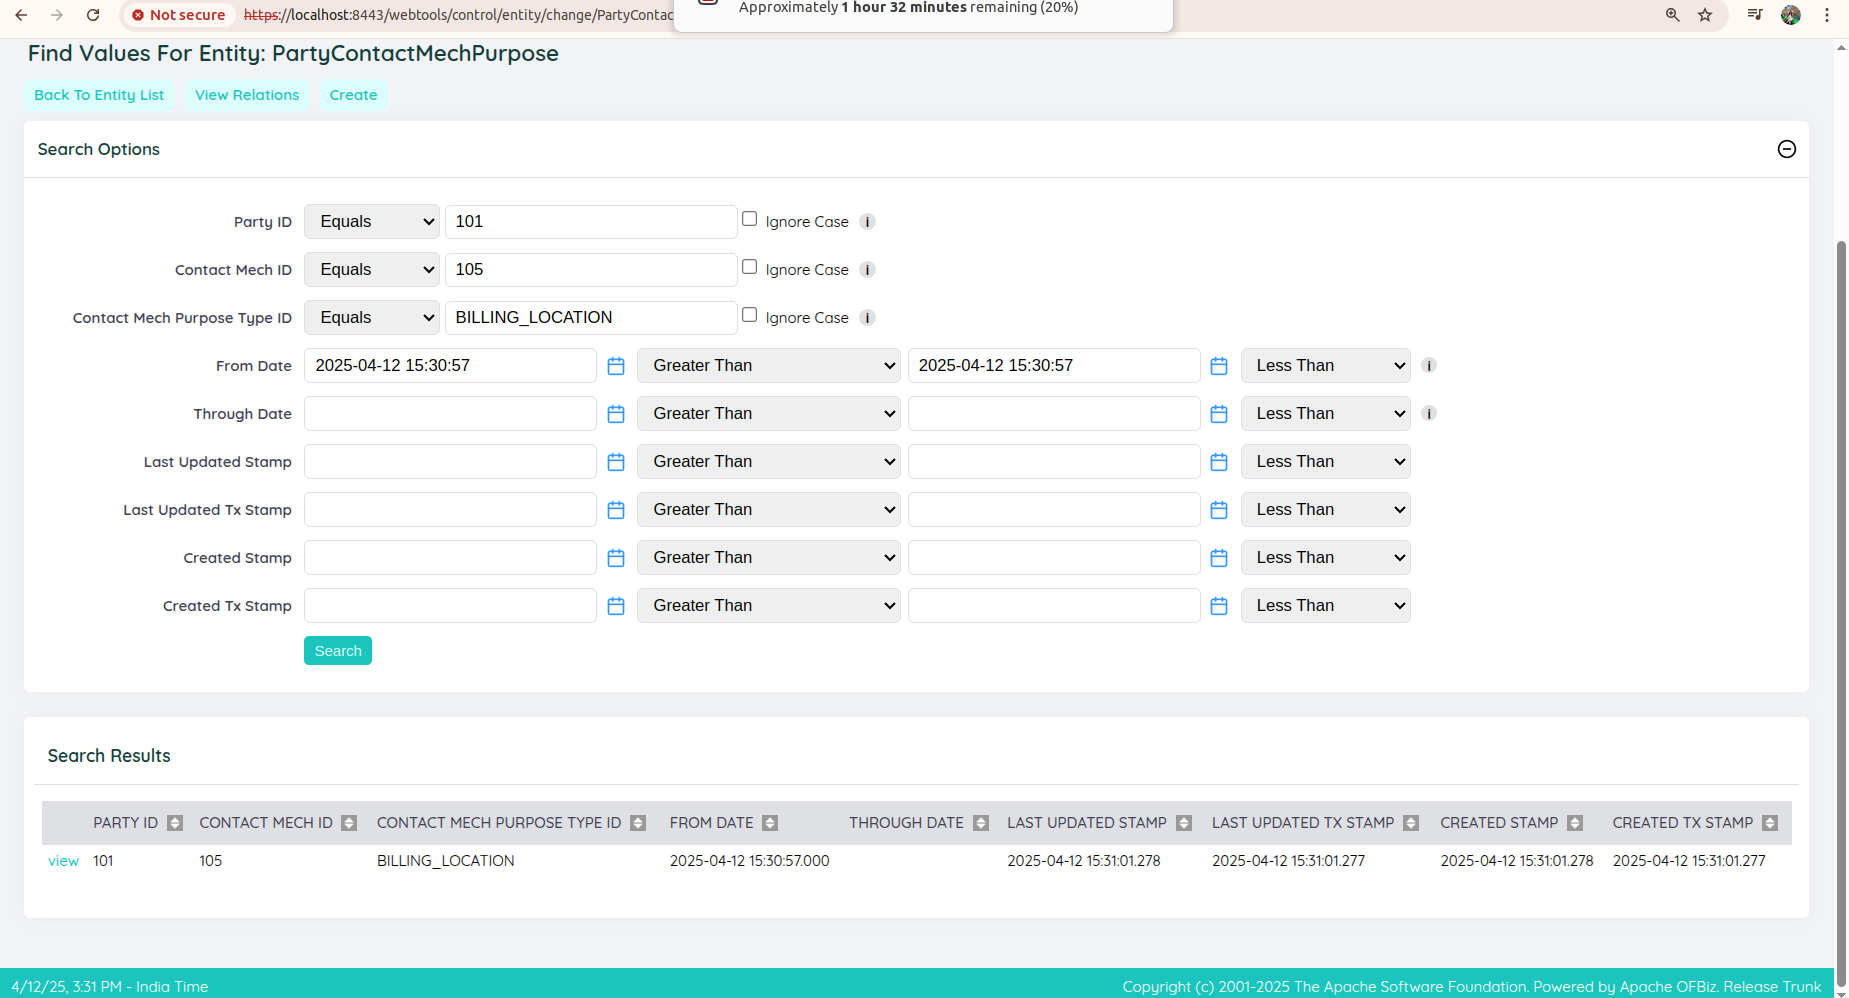 Not secure https://localhost:8443/webtools/control/entity/change/PartyContac
Approximately 1 hour 32 minutes remaining (20%)
Find Values For Entity: PartyContactMechPurpose
Back To Entity List View Relations Create
Search Options
Party ID Equals 101 Ignore Case i
Contact Mech ID Equals 105 Ignore Case i
Contact Mech Purpose Type ID Equals BILLING_LOCATION Ignore Case i
From Date 2025-04-12 15:30:57 Greater Than 2025-04-12 15:30:57 Less Than i
Through Date Greater Than Less Than i
Last Updated Stamp Greater Than Less Than
Last Updated Tx Stamp Greater Than Less Than
Created Stamp Greater Than Less Than
Created Tx Stamp Greater Than Less Than
Search
Search Results
PARTY ID CONTACT MECH ID CONTACT MECH PURPOSE TYPE ID FROM DATE THROUGH DATE LAST UPDATED STAMP LAST UPDATED TX STAMP CREATED STAMP CREATED TX STAMP
view 101 105 BILLING_LOCATION 2025-04-12 15:30:57.000 2025-04-12 15:31:01.278 2025-04-12 15:31:01.277 2025-04-12 15:31:01.278 2025-04-12 15:31:01.277
4/12/25, 3:31 PM - India Time Copyright (c) 2001-2025 The Apache Software Foundation. Powered by Apache OFBiz. Release Trunk